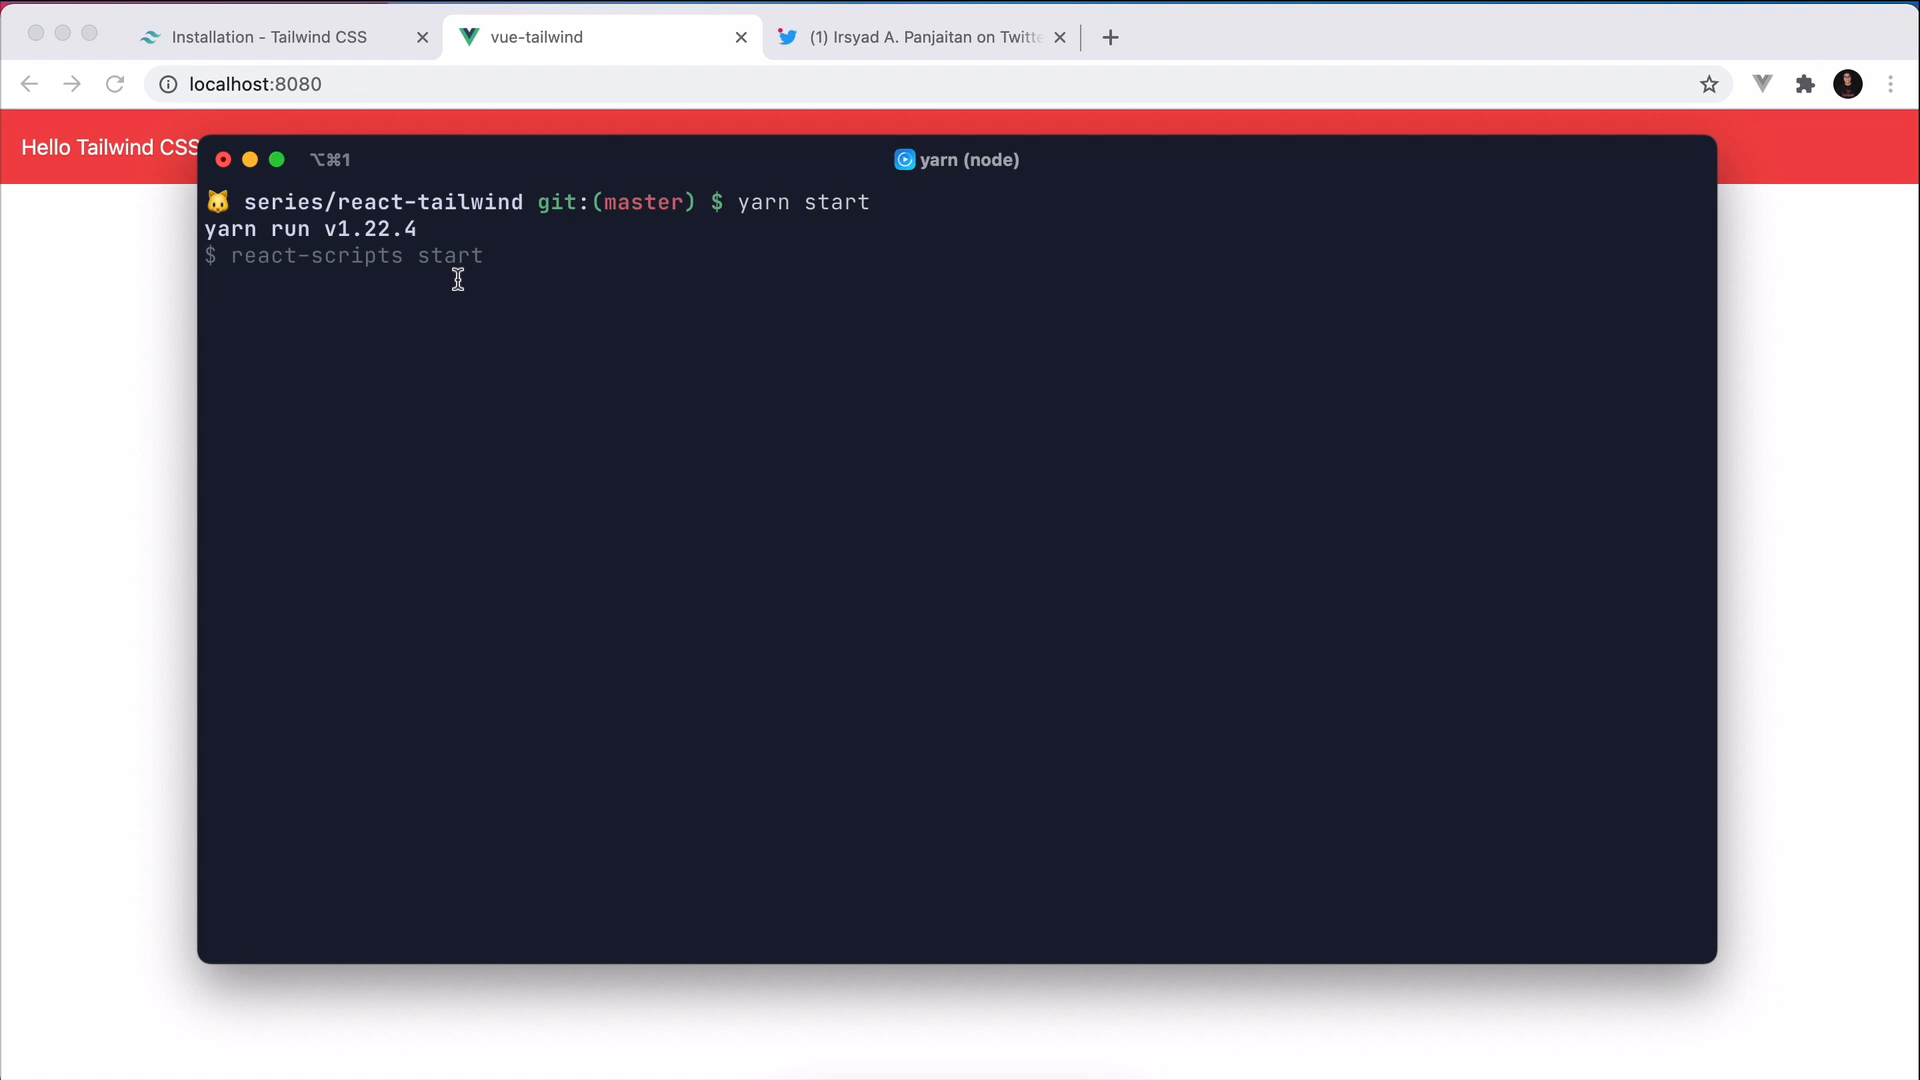 Installation - Tailwind CSS
vue-tailwind
(1) Irsyad A. Panjaitan on Twitte
localhost:8080
Hello Tailwind CSS
⌥⌘1
yarn (node)
series/react-tailwind git:(master) $ yarn start
yarn run v1.22.4
$ react-scripts start